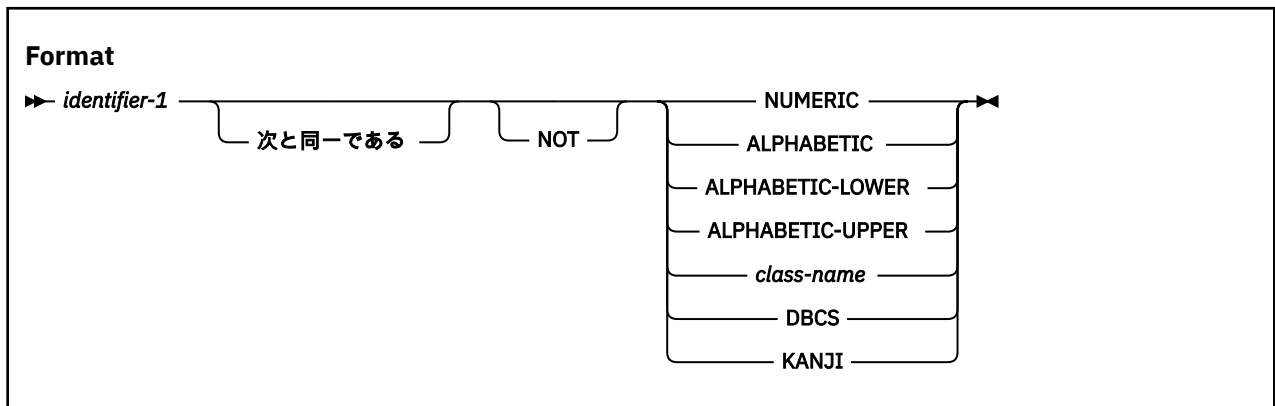 Format
identifier-1 NUMERIC
次と同一である NOT ALPHABETIC
ALPHABETIC-LOWER
ALPHABETIC-UPPER
class-name
DBCS
KANJI